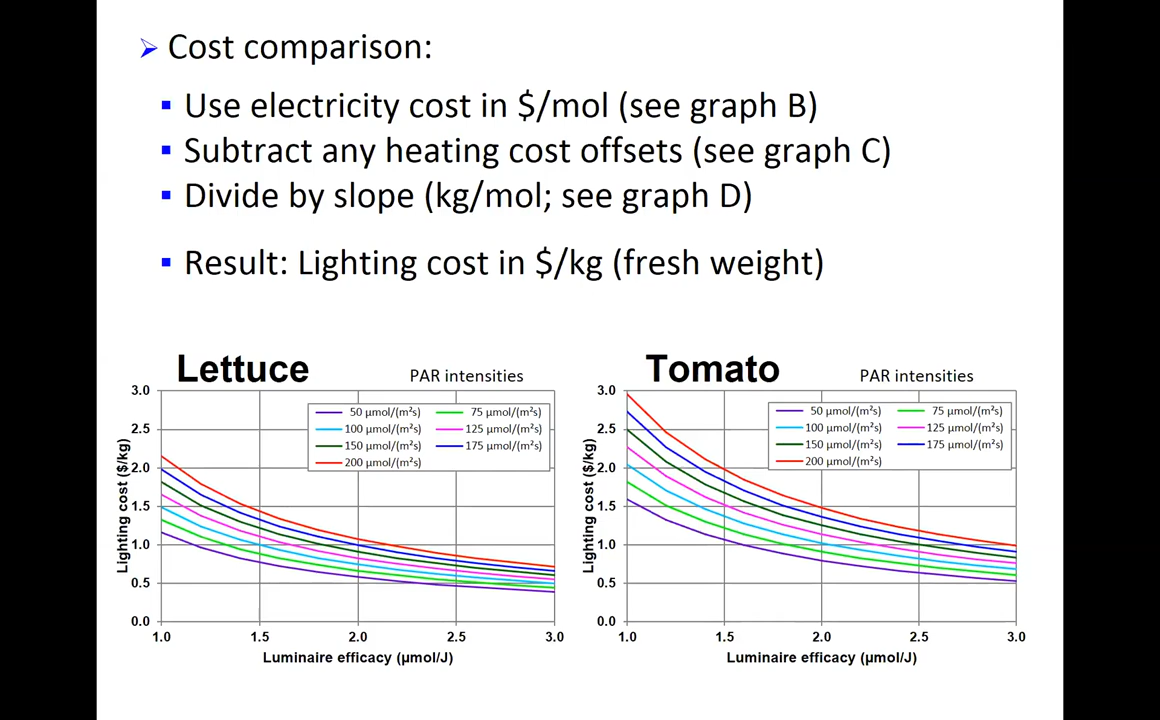 Cost comparison:
Use electricity cost in $/mol (see graph B)
Subtract any heating cost offsets (see graph C)
Divide by slope (kg/mol; see graph D)
Result: Lighting cost in $/kg (fresh weight)
Lettuce
PAR intensities
50 µmol/(m²s) 75 µmol/(m²s)
100 µmol/(m²s) 125 µmol/(m²s)
150 µmol/(m²s) 175 µmol/(m²s)
200 µmol/(m²s)
Lighting cost ($/kg)
3.0
2.5
2.0
1.5
1.0
0.5
0.0
1.0 1.5 2.0 2.5 3.0
Luminaire efficacy (µmol/J)
Tomato
PAR intensities
50 µmol/(m²s) 75 µmol/(m²s)
100 µmol/(m²s) 125 µmol/(m²s)
150 µmol/(m²s) 175 µmol/(m²s)
200 µmol/(m²s)
Lighting cost ($/kg)
3.0
2.5
2.0
1.5
1.0
0.5
0.0
1.0 1.5 2.0 2.5 3.0
Luminaire efficacy (µmol/J)